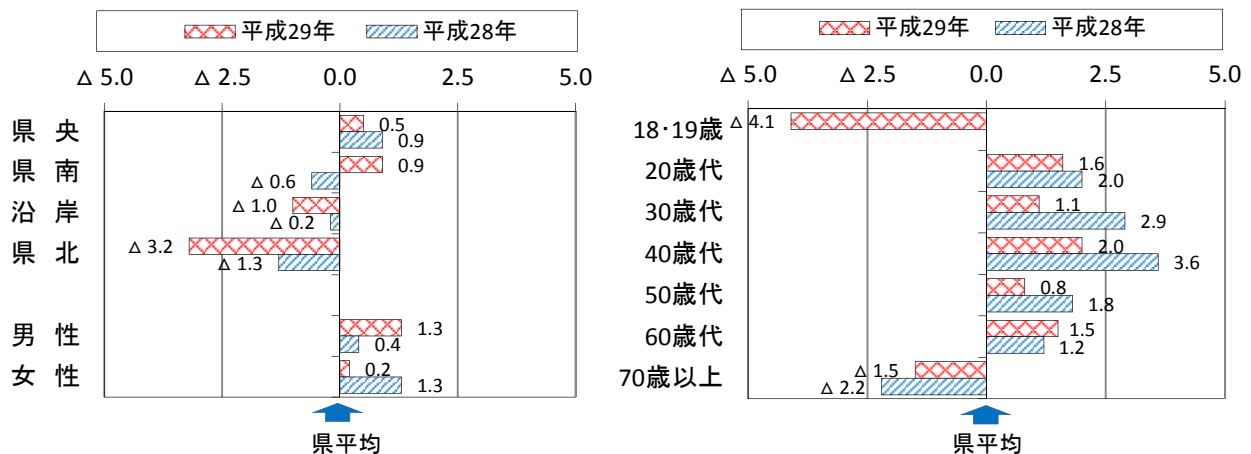 平成29年 平成28年
△ 5.0 △ 2.5 0.0 2.5 5.0
県 央 0.5
0.9
県 南 0.9
△ 0.6
沿 岸 △ 1.0
△ 0.2
県 北 △ 3.2
△ 1.3
男 性 1.3
0.4
女 性 0.2
1.3
県平均
平成29年 平成28年
△ 5.0 △ 2.5 0.0 2.5 5.0
18・19歳 △ 4.1
20歳代 1.6
2.0
30歳代 1.1
2.9
40歳代 2.0
3.6
50歳代 0.8
1.8
60歳代 1.5
1.2
70歳以上 △ 1.5
△ 2.2
県平均